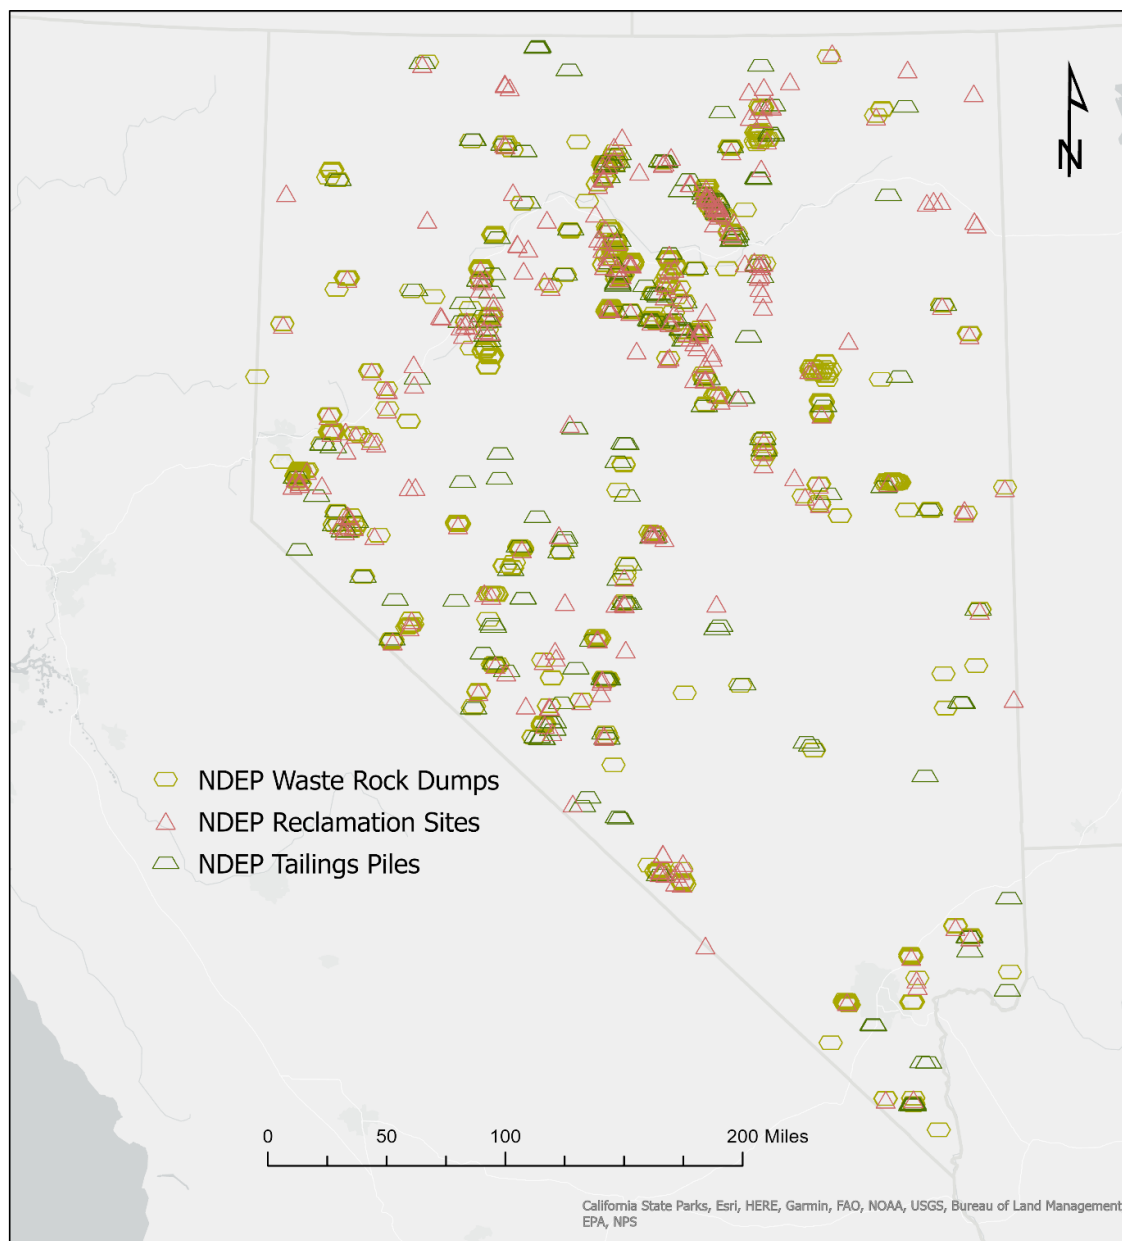 N
NDEP Waste Rock Dumps
NDEP Reclamation Sites
NDEP Tailings Piles
0 50 100 200 Miles
California State Parks, Esri, HERE, Garmin, FAO, NOAA, USGS, Bureau of Land Management
EPA, NPS